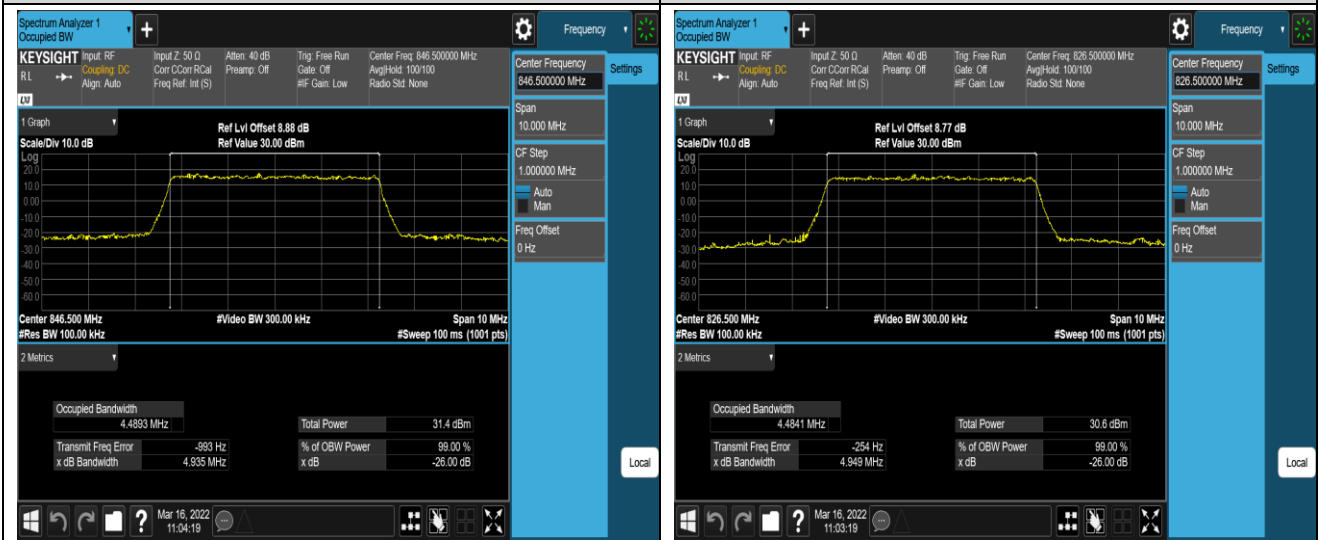 Spectrum Analyzer 1
Occupied BW
+
Frequency
KEYSIGHT
Input: RF
Input Z: 50 Ω
Atten: 40 dB
Trig: Free Run
Center Freq: 846.500000 MHz
R L
Coupling: DC
Corr CCorr RCal
Preamp: Off
Gate: Off
Avg|Hold: 100/100
Align: Auto
Freq Ref: Int (S)
#IF Gain: Low
Radio Std: None
LXI
Center Frequency
846.500000 MHz
Settings
Span
10.000 MHz
CF Step
1.000000 MHz
Auto
Man
Freq Offset
0 Hz
Local
1 Graph
Ref Lvl Offset 8.88 dB
Scale/Div 10.0 dB
Ref Value 30.00 dBm
Log
20.0
10.0
0.00
-10.0
-20.0
-30.0
-40.0
-50.0
-60.0
Center 846.500 MHz
#Video BW 300.00 kHz
Span 10 MHz
#Res BW 100.00 kHz
#Sweep 100 ms (1001 pts)
2 Metrics
Occupied Bandwidth
4.4893 MHz
Total Power 31.4 dBm
Transmit Freq Error -993 Hz
% of OBW Power 99.00 %
x dB Bandwidth 4.935 MHz
x dB -26.00 dB
?
Mar 16, 2022
11:04:19
Spectrum Analyzer 1
Occupied BW
+
Frequency
KEYSIGHT
Input: RF
Input Z: 50 Ω
Atten: 40 dB
Trig: Free Run
Center Freq: 826.500000 MHz
R L
Coupling: DC
Corr CCorr RCal
Preamp: Off
Gate: Off
Avg|Hold: 100/100
Align: Auto
Freq Ref: Int (S)
#IF Gain: Low
Radio Std: None
LXI
Center Frequency
826.500000 MHz
Settings
Span
10.000 MHz
CF Step
1.000000 MHz
Auto
Man
Freq Offset
0 Hz
Local
1 Graph
Ref Lvl Offset 8.77 dB
Scale/Div 10.0 dB
Ref Value 30.00 dBm
Log
20.0
10.0
0.00
-10.0
-20.0
-30.0
-40.0
-50.0
-60.0
Center 826.500 MHz
#Video BW 300.00 kHz
Span 10 MHz
#Res BW 100.00 kHz
#Sweep 100 ms (1001 pts)
2 Metrics
Occupied Bandwidth
4.4841 MHz
Total Power 30.6 dBm
Transmit Freq Error -254 Hz
% of OBW Power 99.00 %
x dB Bandwidth 4.949 MHz
x dB -26.00 dB
?
Mar 16, 2022
11:03:19